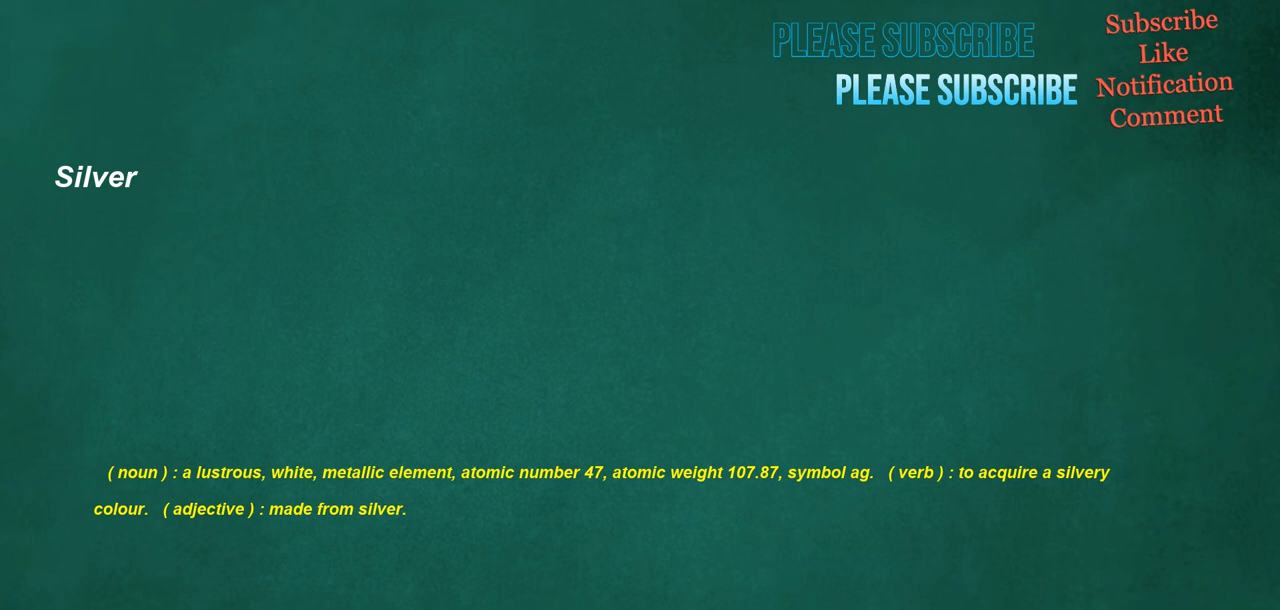 PLEASE SUBSCRIBE
PLEASE SUBSCRIBE
Subscribe
Like
Notification
Comment
Silver
( noun ) : a lustrous, white, metallic element, atomic number 47, atomic weight 107.87, symbol ag. ( verb ) : to acquire a silvery
colour. ( adjective ) : made from silver.